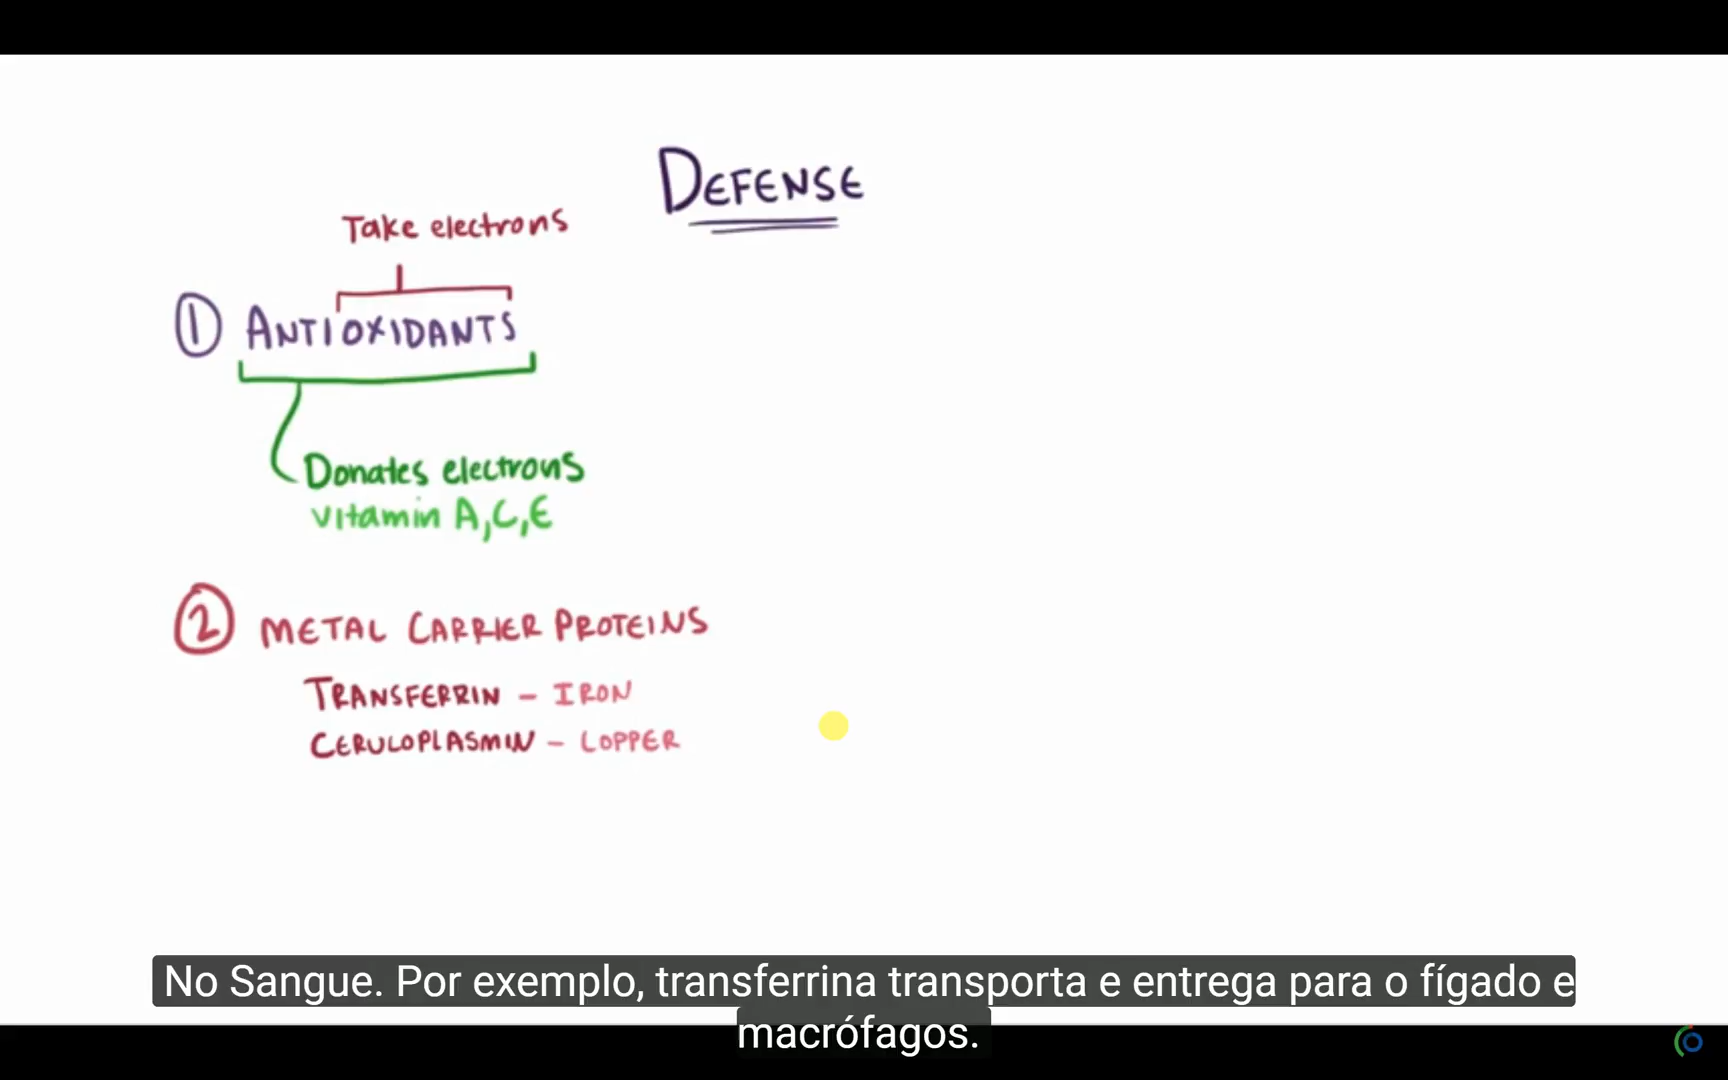 DEFENSE
Take electrons
1 ANTIOXIDANTS
Donates electrons
vitamin A, C, E
2 METAL CARRIER PROTEINS
TRANSFERRIN - IRON
CERULOPLASMIN - COPPER
No Sangue. Por exemplo, transferrina transporta e entrega para o fígado e
macrófagos.